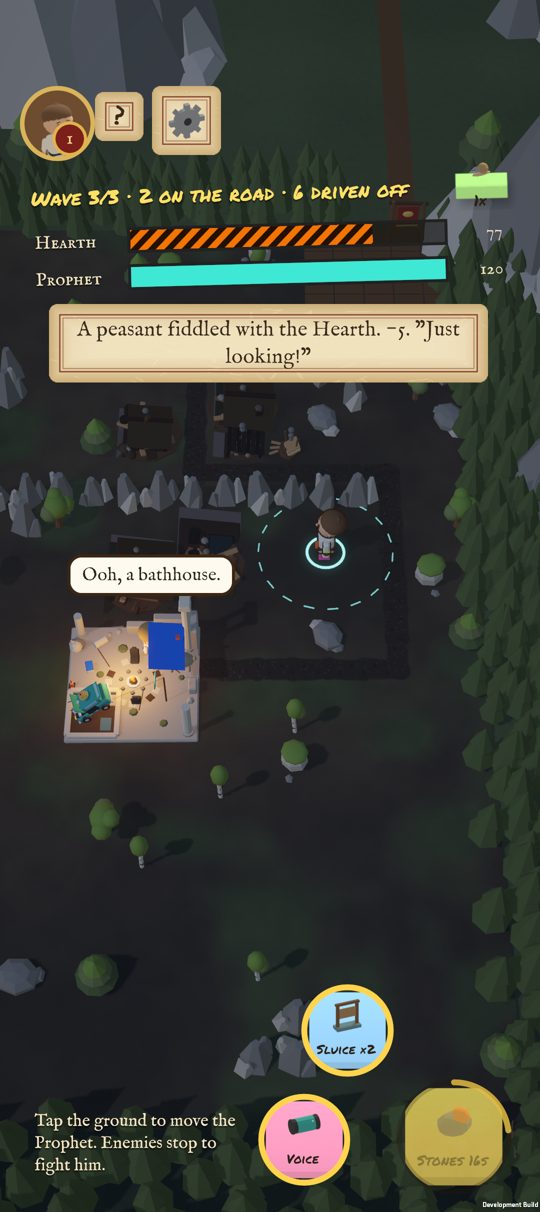 ?
1
Wave 3/3 · 2 on the road · 6 driven off
1x
Hearth
77
Prophet
120
A peasant fiddled with the Hearth. −5. "Just
looking!"
Ooh, a bathhouse.
Sluice x2
Tap the ground to move the
Prophet. Enemies stop to
fight him.
Voice
Stones 16s
Development Build